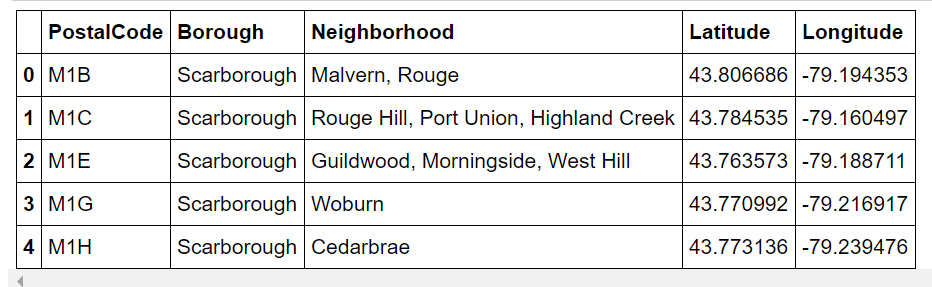 PostalCode Borough Neighborhood Latitude Longitude
0 M1B Scarborough Malvern, Rouge 43.806686 -79.194353
1 M1C Scarborough Rouge Hill, Port Union, Highland Creek 43.784535 -79.160497
2 M1E Scarborough Guildwood, Morningside, West Hill 43.763573 -79.188711
3 M1G Scarborough Woburn 43.770992 -79.216917
4 M1H Scarborough Cedarbrae 43.773136 -79.239476